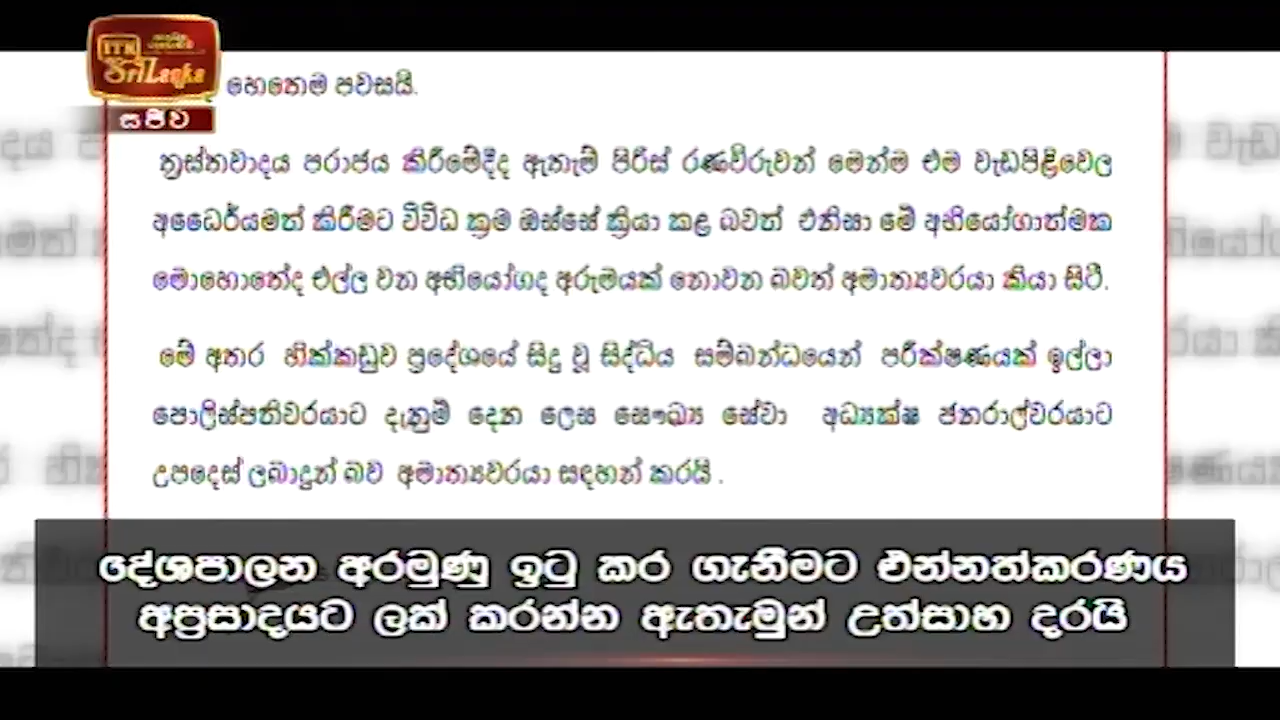 ITN
Sri Lanka
සජීව
හෙතෙම පවසයි.
ත්‍රස්තවාදය පරාජය කිරීමේදීද ඇතැම් පිරිස් රණවිරුවන් මෙන්ම එම වැඩපිළිවෙල
අධෛර්යමත් කිරීමට විවිධ ක්‍රම ඔස්සේ ක්‍රියා කළ බවත් එනිසා මේ අභියෝගාත්මක
මොහොතේද එල්ල වන අභියෝගද අරුමයක් නොවන බවත් අමාත්‍යවරයා කියා සිටී.
මේ අතර හික්කඩුව ප්‍රදේශයේ සිදු වූ සිද්ධිය සම්බන්ධයෙන් පරීක්ෂණයක් ඉල්ලා
පොලිස්පතිවරයාට දැනුම් දෙන ලෙස සෞඛ්‍ය සේවා අධ්‍යක්ෂ ජනරාල්වරයාට
උපදෙස් ලබාදුන් බව අමාත්‍යවරයා සඳහන් කරයි .
දේශපාලන අරමුණු ඉටු කර ගැනීමට එන්නත්කරණය
අප්‍රසාදයට ලක් කරන්න ඇතැමුන් උත්සාහ දරයි